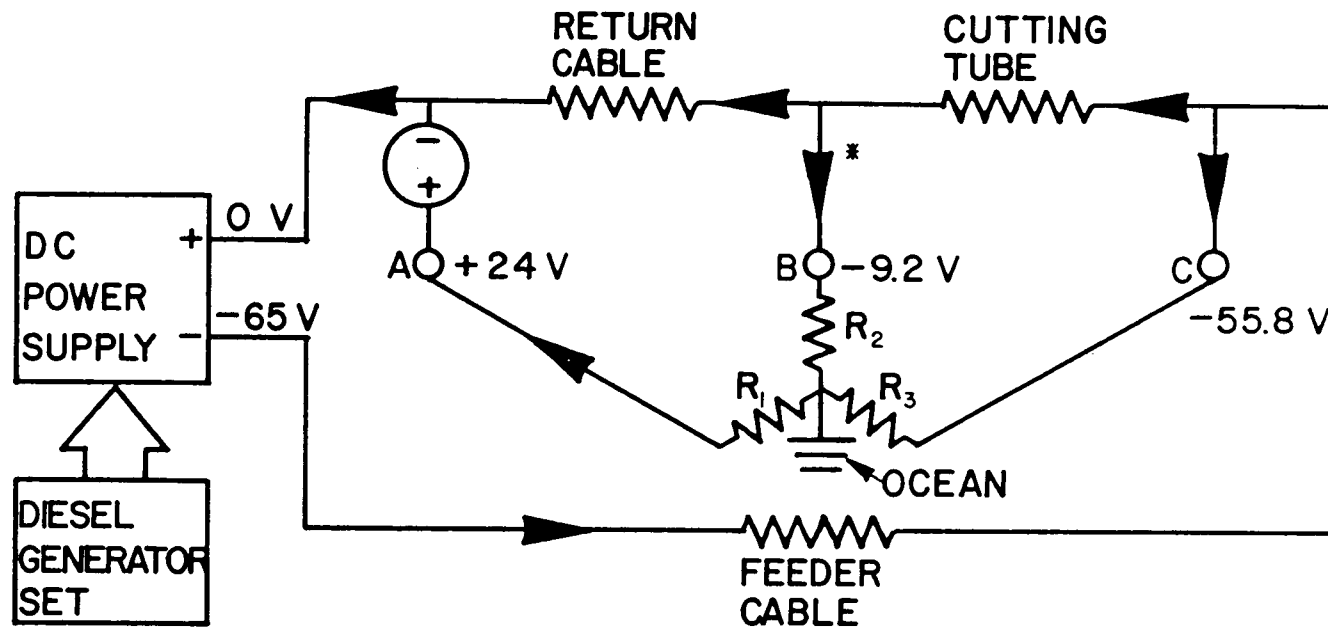 RETURN
CABLE
CUTTING
TUBE
*
−
+
0 V
DC
POWER
SUPPLY
+
−
−65 V
A
+24 V
B
−9.2 V
C
−55.8 V
R₂
R₁
R₃
OCEAN
DIESEL
GENERATOR
SET
FEEDER
CABLE